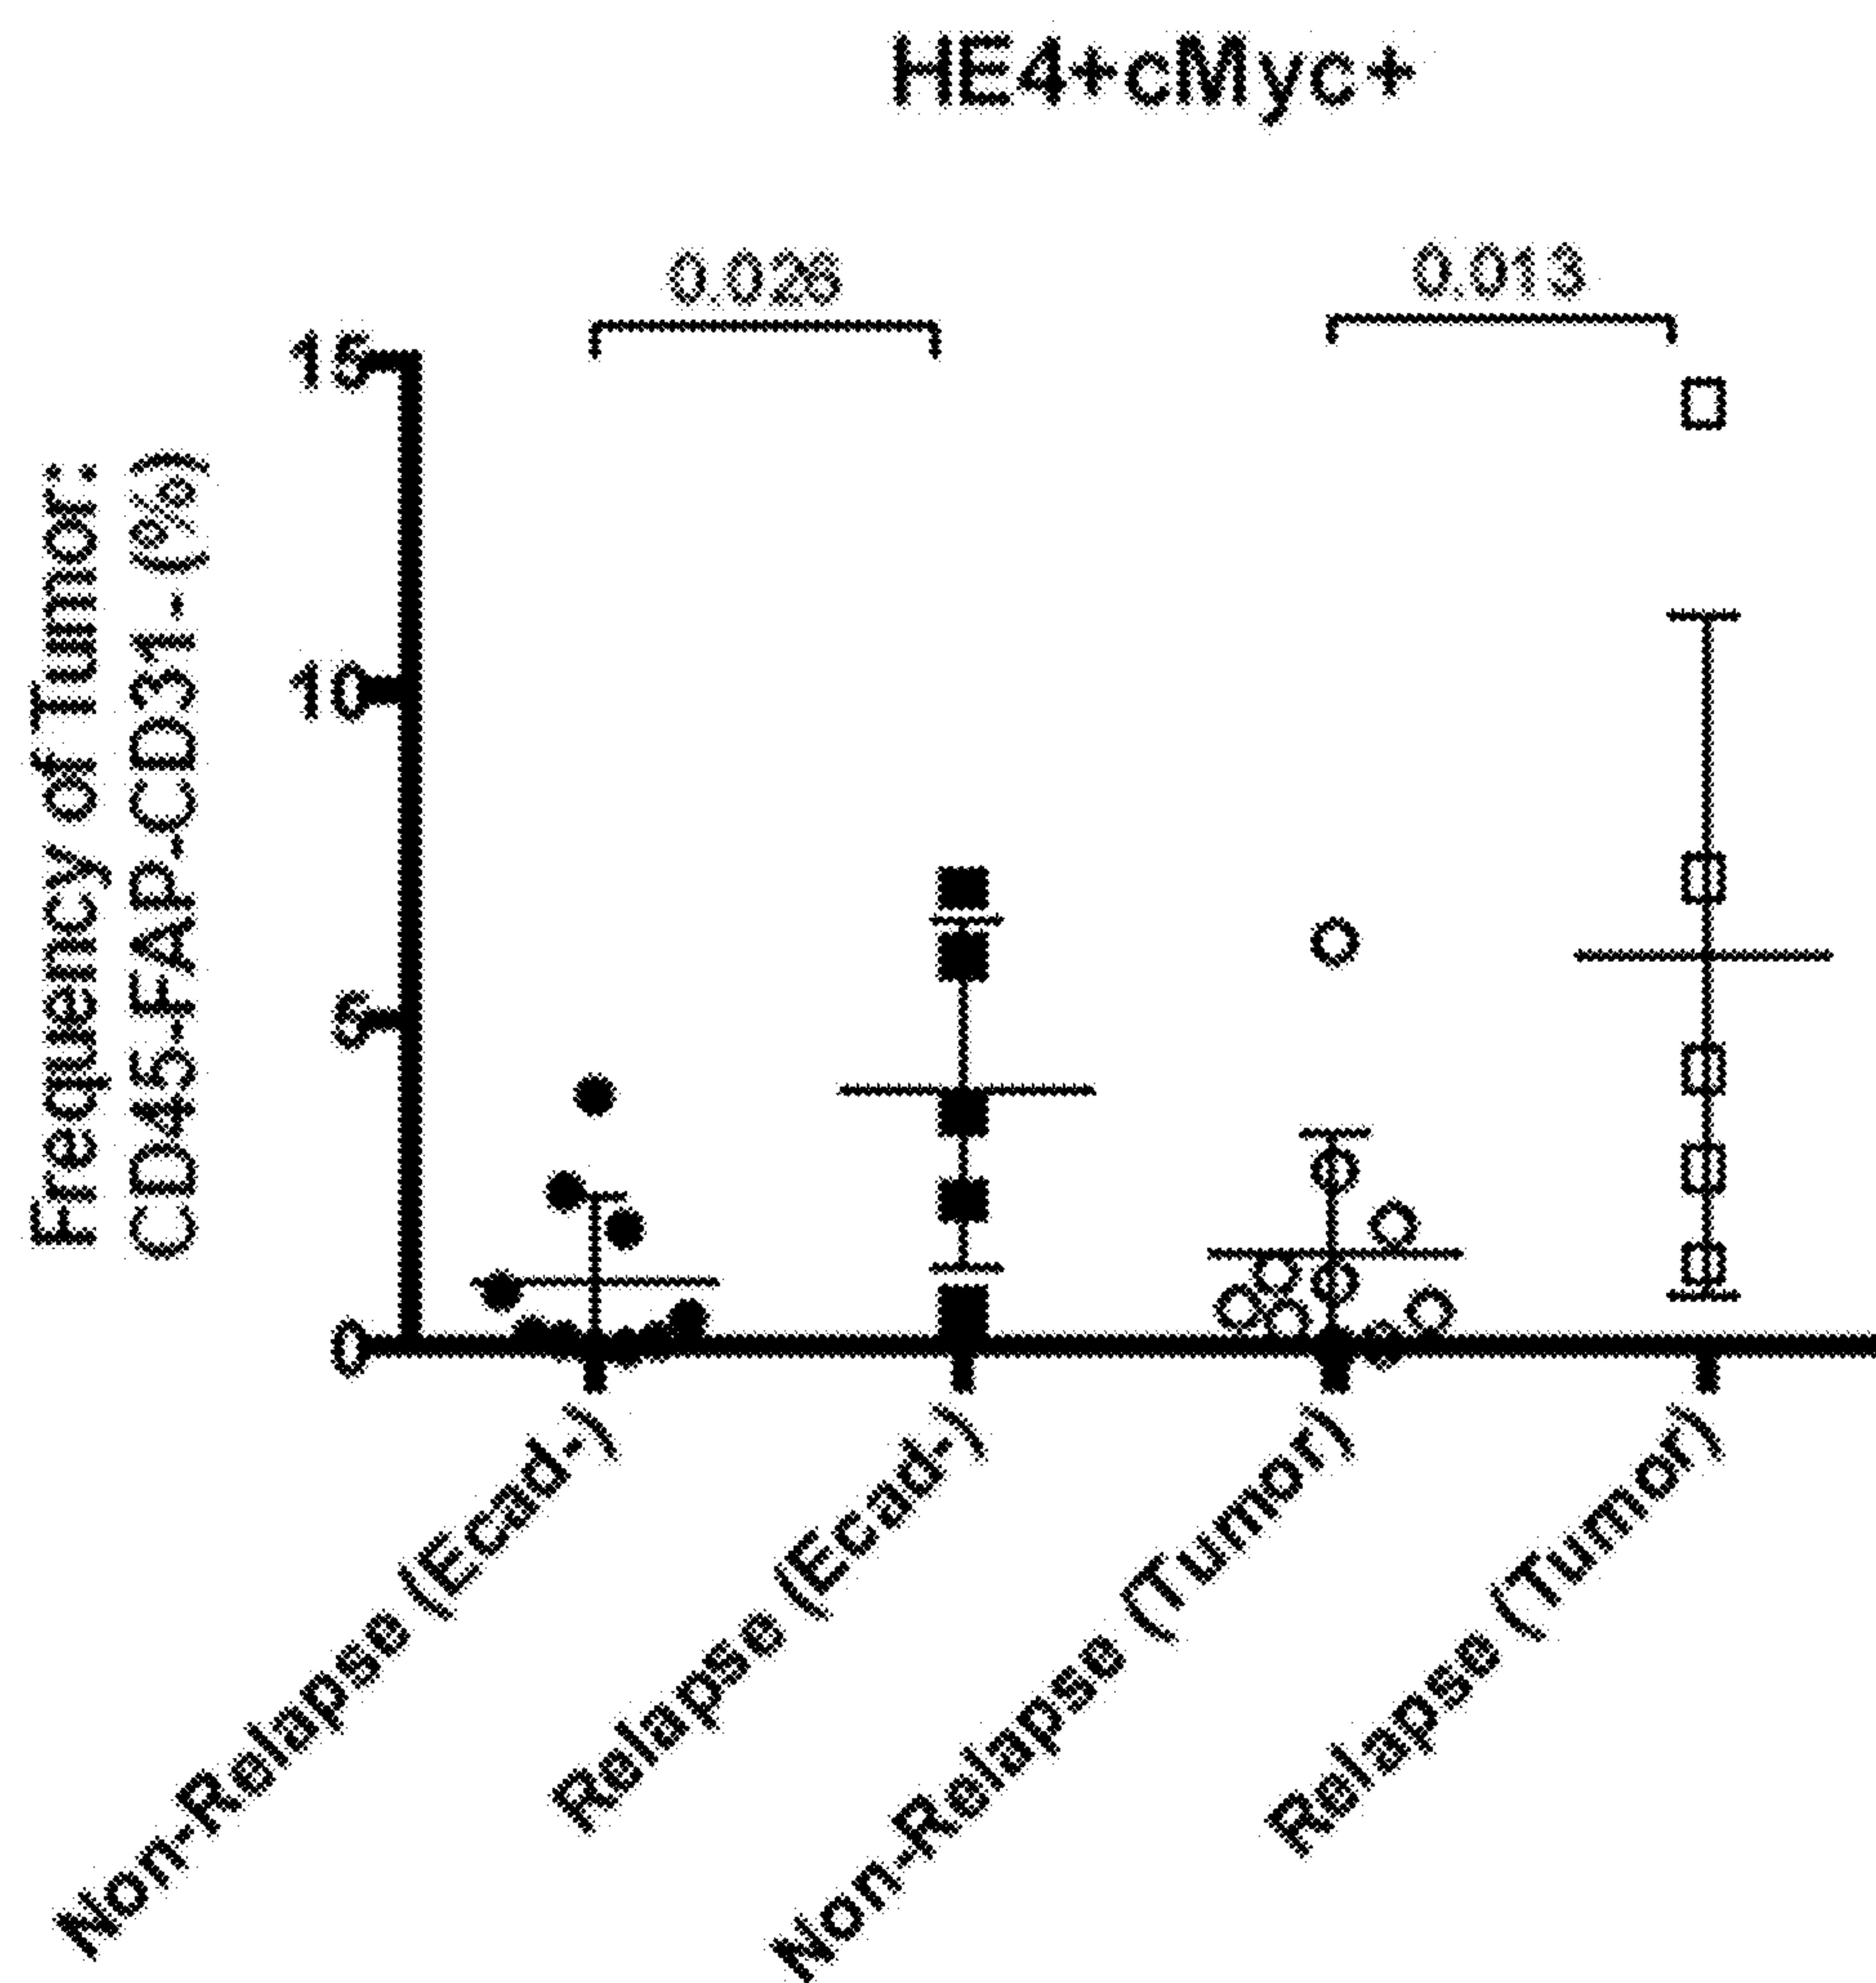 HE4+cMyc+
0.026
0.013
Frequency of Tumor:
CD45-FAP-CD31- (%)
15
10
5
0
Non-Relapse (Ecad-)
Relapse (Ecad-)
Non-Relapse (Tumor)
Relapse (Tumor)